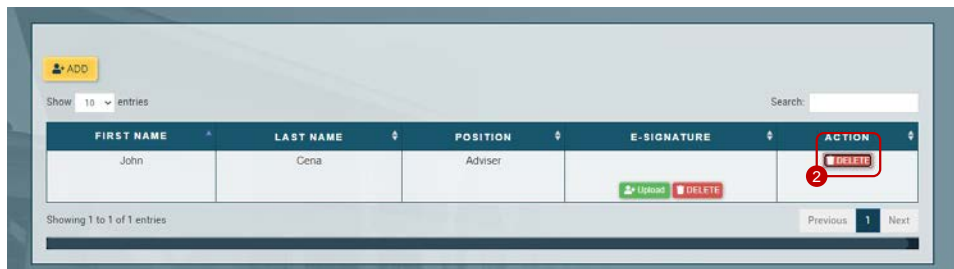 ADD
Show 10 entries Search:
FIRST NAME LAST NAME POSITION E-SIGNATURE ACTION
John Cena Adviser DELETE
2
Upload DELETE
Showing 1 to 1 of 1 entries Previous 1 Next